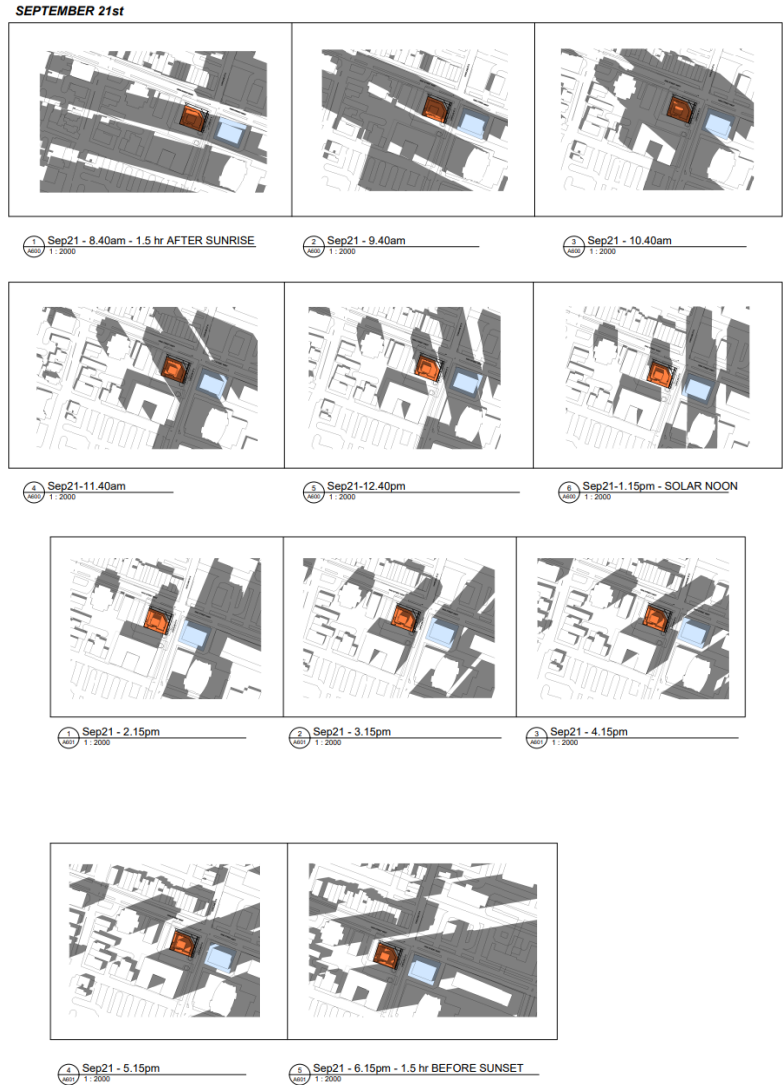 SEPTEMBER 21st
1 Sep21 - 8.40am - 1.5 hr AFTER SUNRISE
A600 1 : 2000
2 Sep21 - 9.40am
A600 1 : 2000
3 Sep21 - 10.40am
A600 1 : 2000
4 Sep21-11.40am
A600 1 : 2000
5 Sep21-12.40pm
A600 1 : 2000
6 Sep21-1.15pm - SOLAR NOON
A600 1 : 2000
1 Sep21 - 2.15pm
A601 1 : 2000
2 Sep21 - 3.15pm
A601 1 : 2000
3 Sep21 - 4.15pm
A601 1 : 2000
4 Sep21 - 5.15pm
A601 1 : 2000
5 Sep21 - 6.15pm - 1.5 hr BEFORE SUNSET
A601 1 : 2000